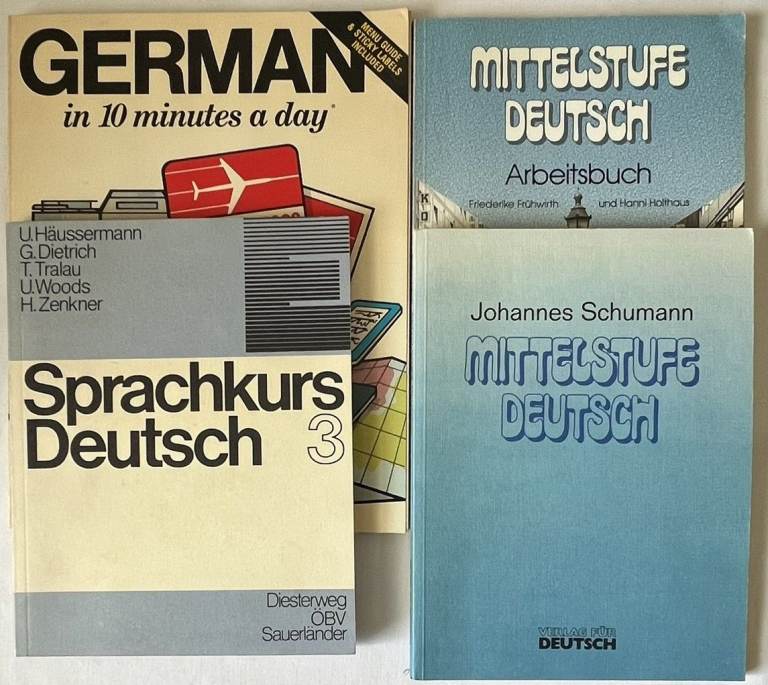 GERMAN
in 10 minutes a day®
MENU GUIDE
& STICKY LABELS
INCLUDED
MITTELSTUFE
DEUTSCH
Arbeitsbuch
Friederike Frühwirth und Hanni Holthaus
U. Häussermann
G. Dietrich
T. Tralau
U. Woods
H. Zenkner
Sprachkurs
Deutsch 3
Diesterweg
ÖBV
Sauerländer
Johannes Schumann
MITTELSTUFE
DEUTSCH
VERLAG FÜR
DEUTSCH